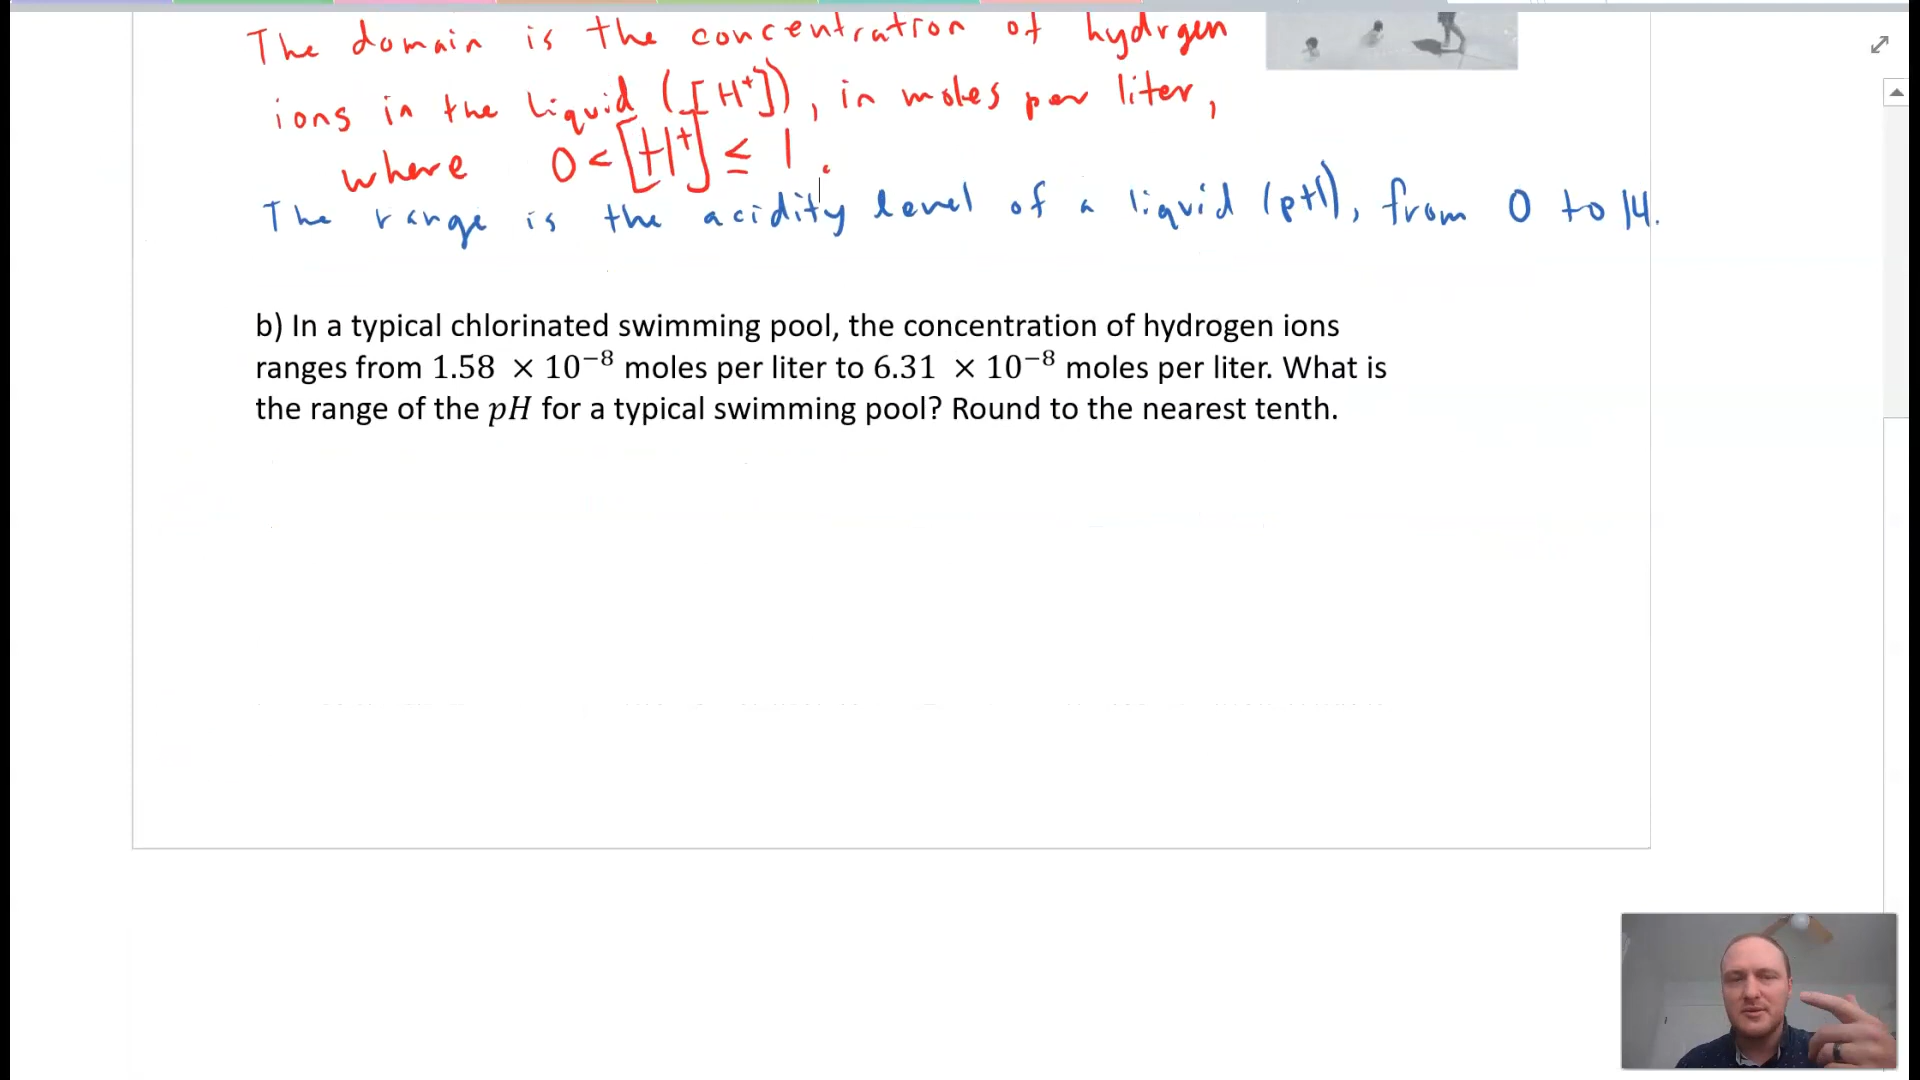 The domain is the concentration of hydrgen
ions in the liquid ([H⁺]), in moles per liter,
where 0 < [H⁺] ≤ 1.
The range is the acidity level of a liquid (pH), from 0 to 14.
b) In a typical chlorinated swimming pool, the concentration of hydrogen ions
ranges from 1.58 × 10⁻⁸ moles per liter to 6.31 × 10⁻⁸ moles per liter. What is
the range of the pH for a typical swimming pool? Round to the nearest tenth.